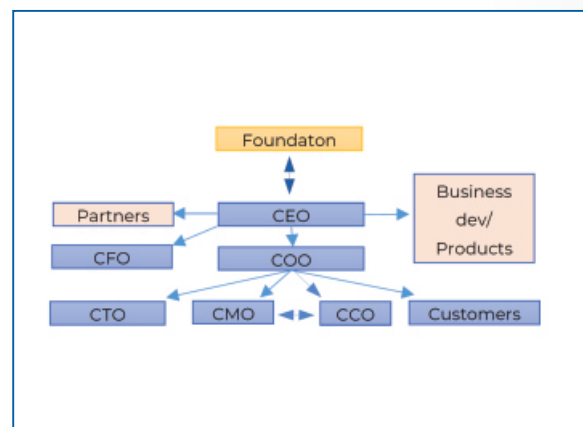 Foundaton
Partners
CEO
Business
dev/
Products
CFO
COO
CTO
CMO
CCO
Customers